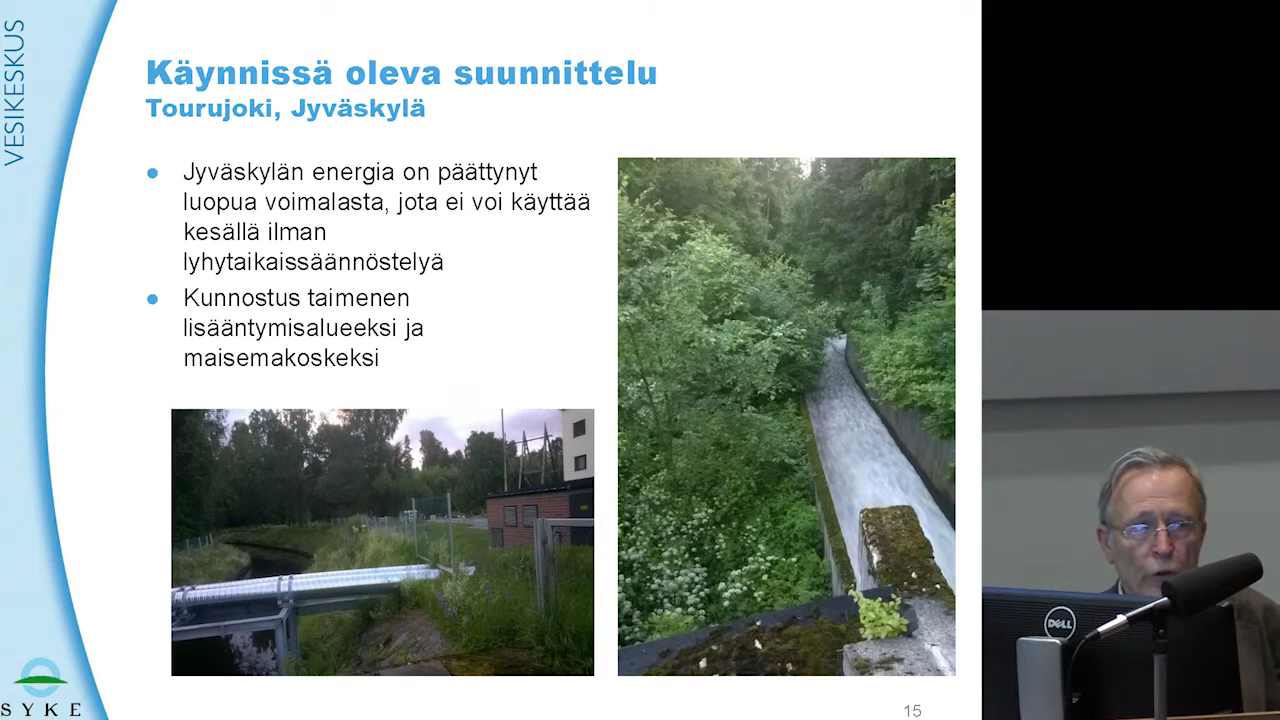 VESIKESKUS
Käynnissä oleva suunnittelu
Tourujoki, Jyväskylä
Jyväskylän energia on päättynyt
luopua voimalasta, jota ei voi käyttää
kesällä ilman
lyhytaikaissäännöstelyä
Kunnostus taimenen
lisääntymisalueeksi ja
maisemakoskeksi
SYKE
15
DELL